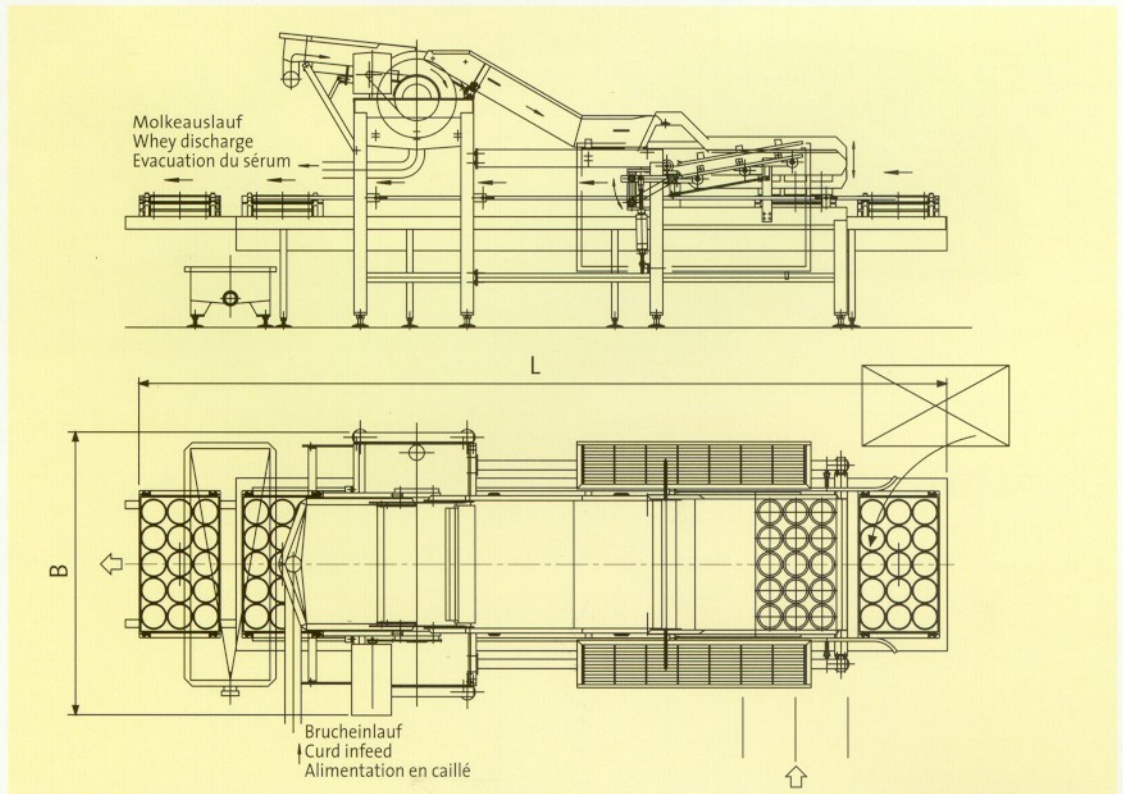 Molkeauslauf
Whey discharge
Evacuation du sérum
L
B
Brucheinlauf
Curd infeed
Alimentation en caillé